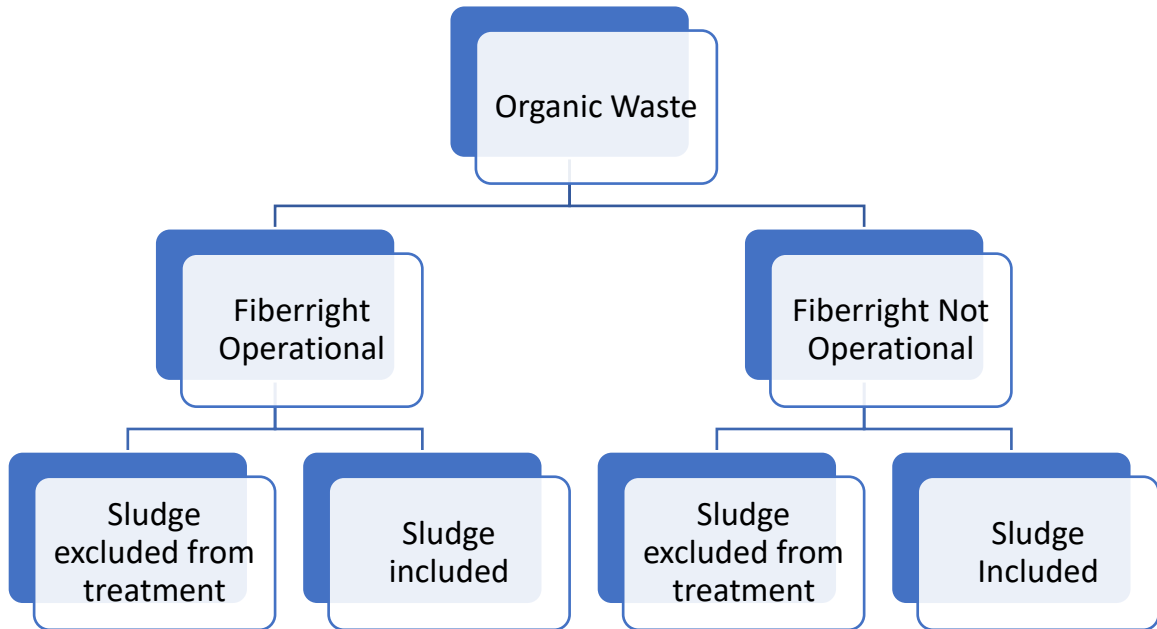 Organic Waste
Fiberright
Operational
Fiberright Not
Operational
Sludge
excluded from
treatment
Sludge
included
Sludge
excluded from
treatment
Sludge
Included